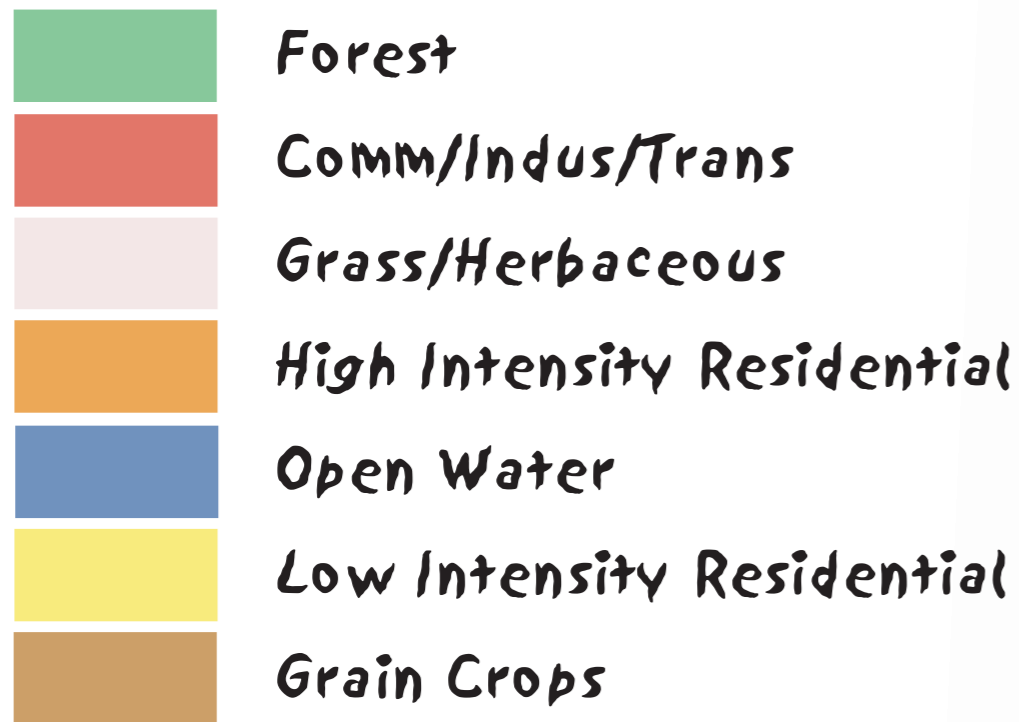 Forest
Comm/Indus/Trans
Grass/Herbaceous
High Intensity Residential
Open Water
Low Intensity Residential
Grain Crops